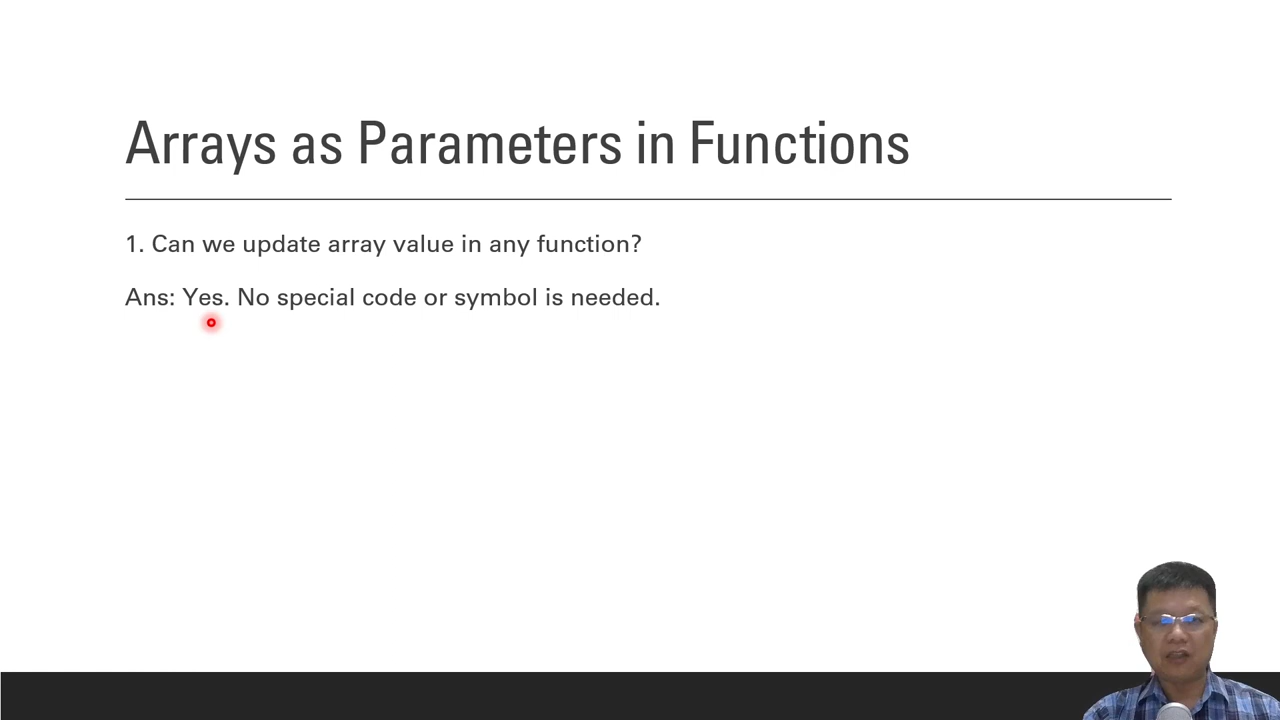 Arrays as Parameters in Functions
1. Can we update array value in any function?
Ans: Yes. No special code or symbol is needed.